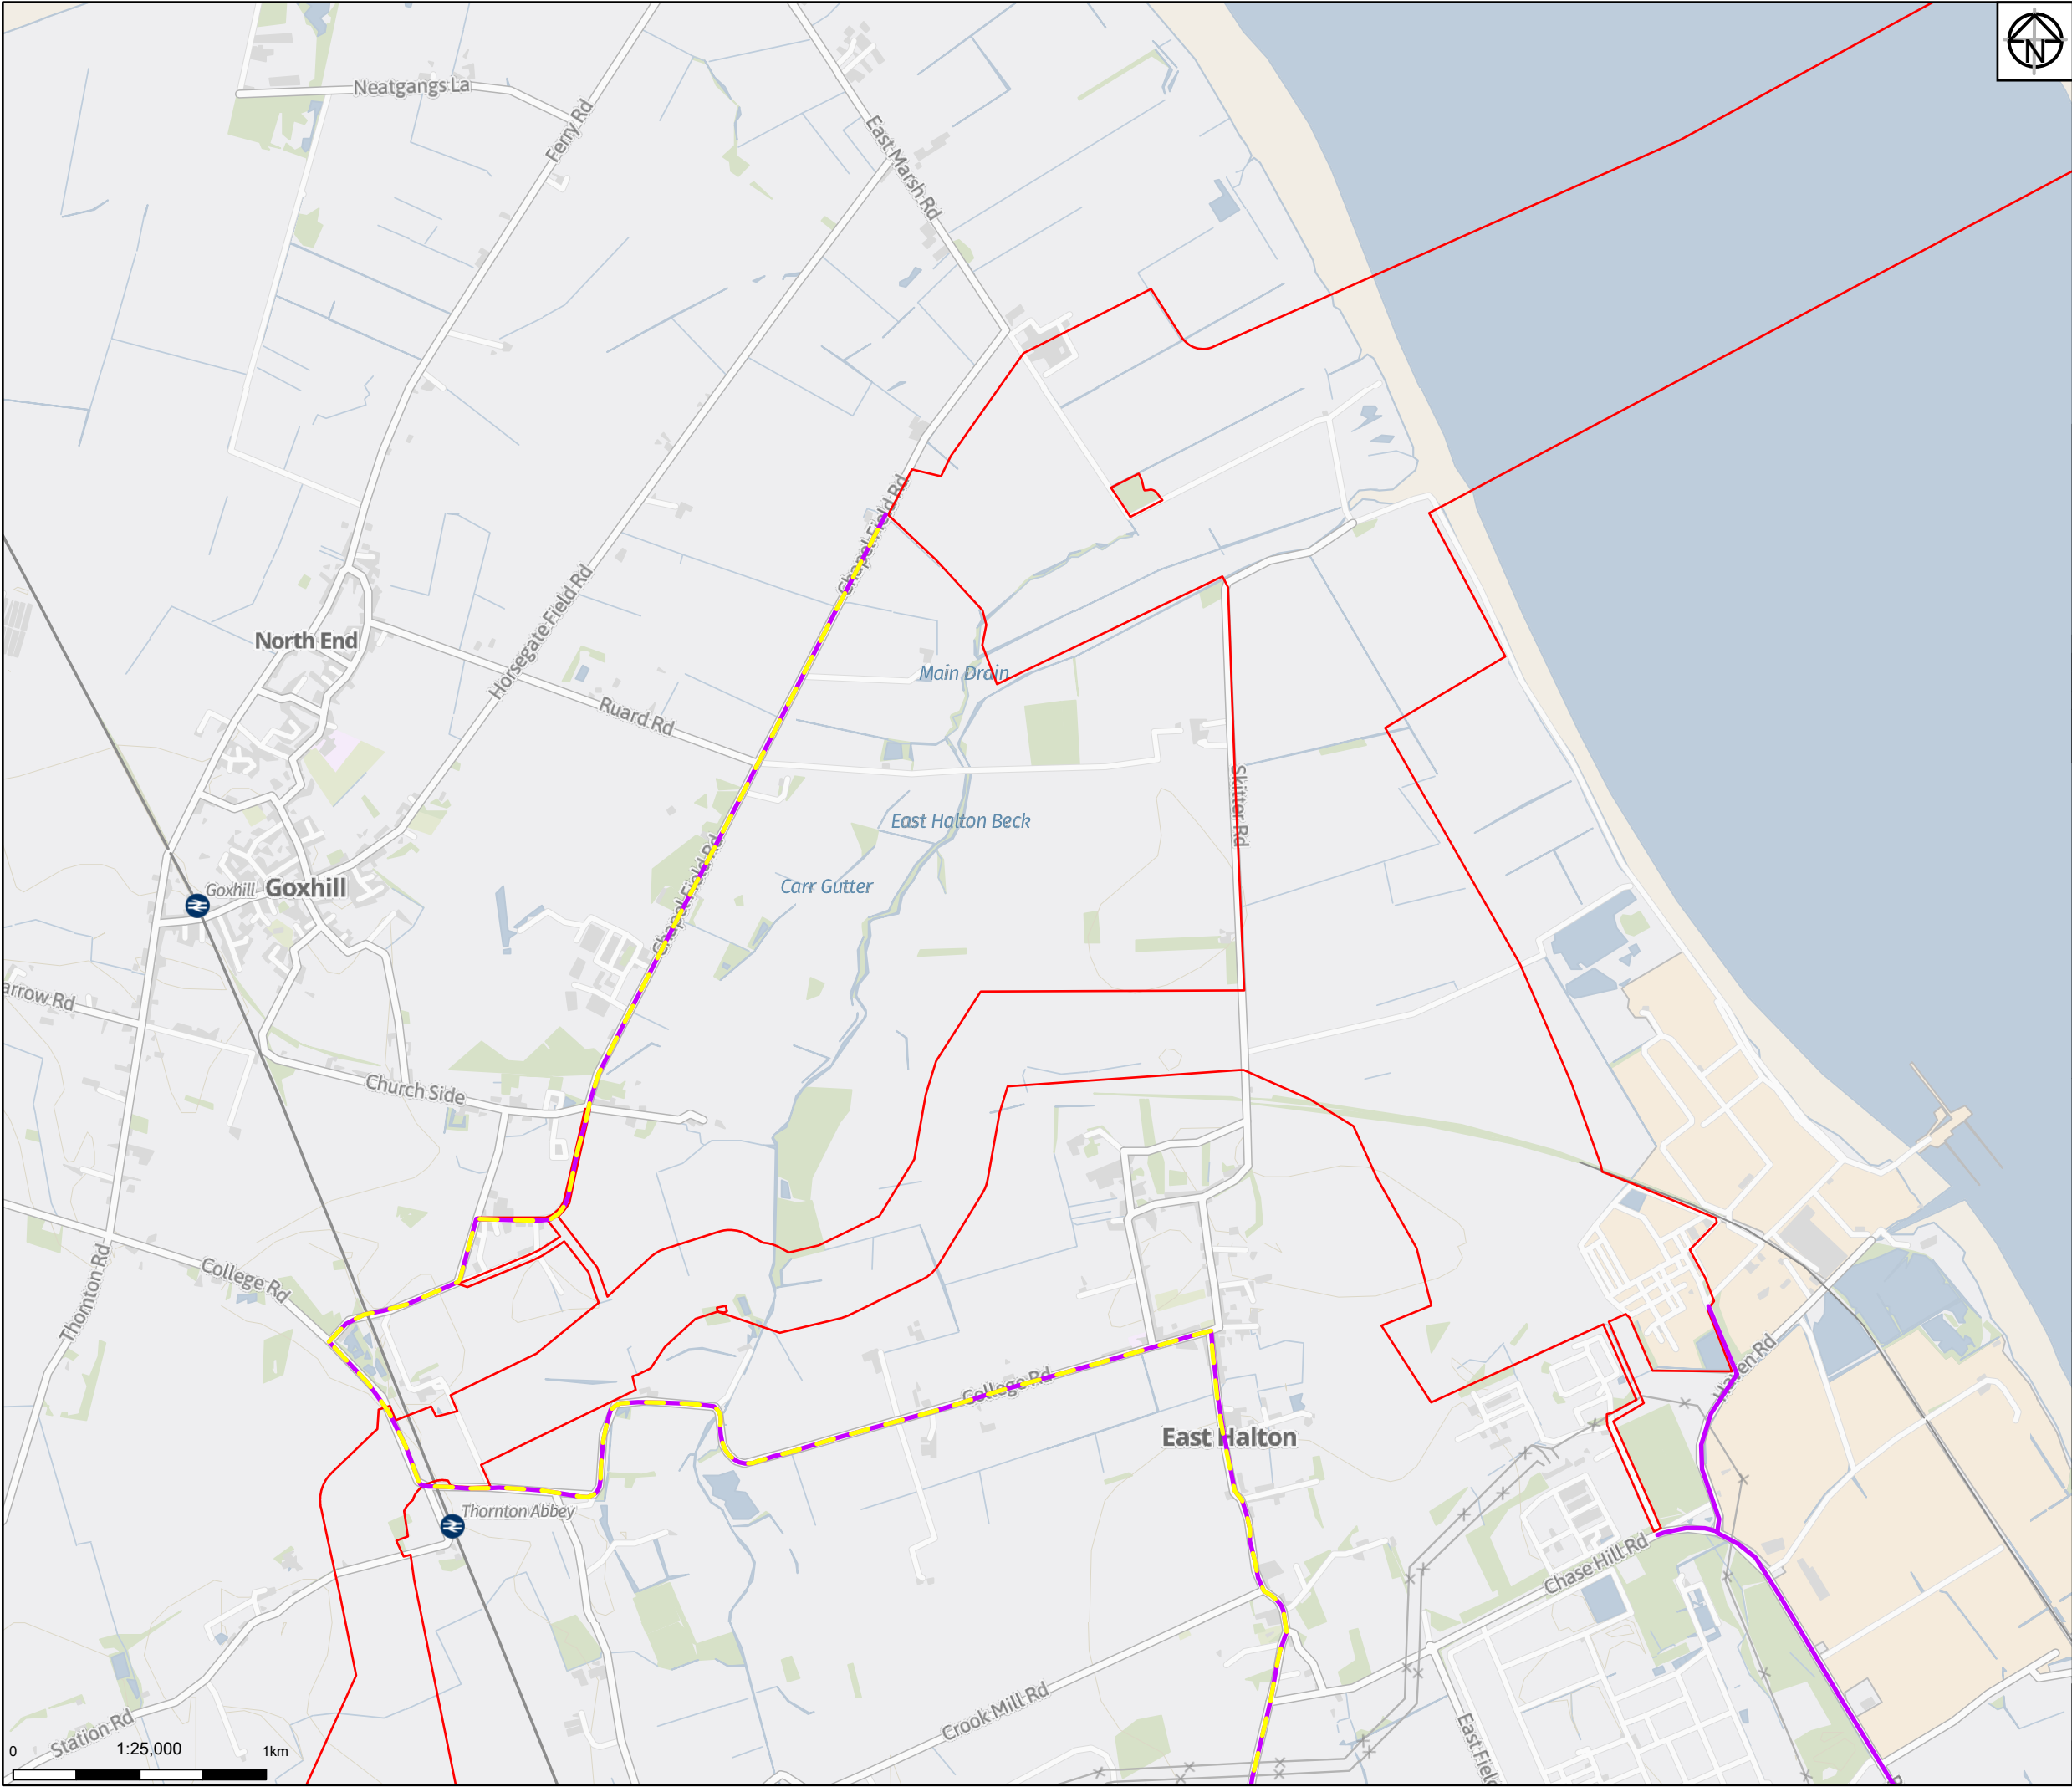 N
Neatgangs La
Ferry Rd
East Marsh Rd
Chapel Field Rd
Horsegate Field Rd
North End
Ruard Rd
Main Drain
Skitter Rd
East Halton Beck
Chapel Field Rd
Carr Gutter
Goxhill
Goxhill
arrow Rd
Church Side
College Rd
Thornton Rd
Haven Rd
College Rd
East Halton
Thornton Abbey
Chase Hill Rd
Crook Mill Rd
Station Rd
East Field
0 1:25,000 1km